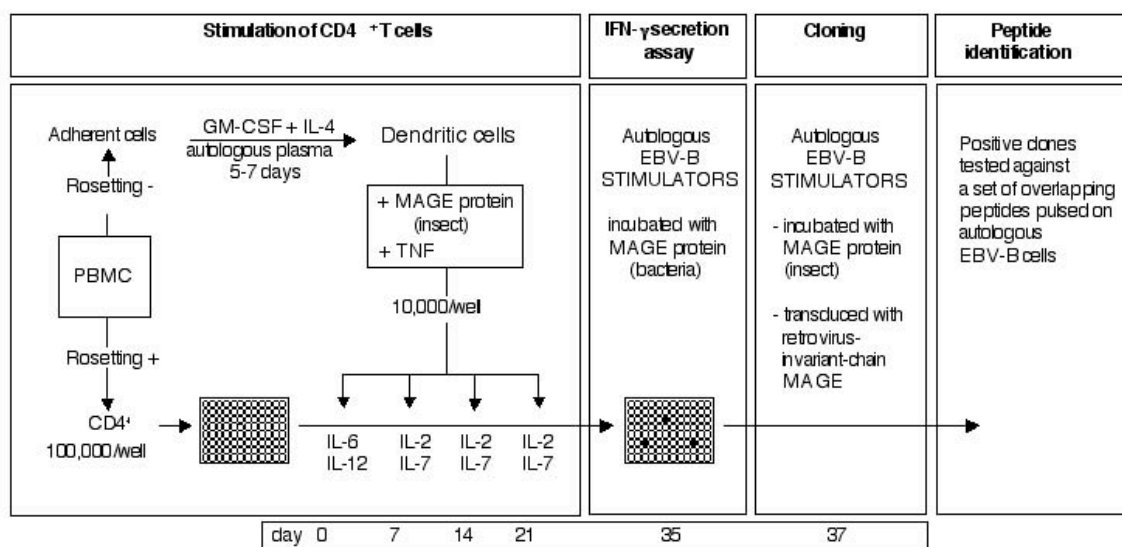 Stimulation of CD4 + T cells
IFN- γ secretion
assay
Cloning
Peptide
identification
Adherent cells
GM-CSF + IL-4
autologous plasma
5-7 days
Dendritic cells
Rosetting -
+ MAGE protein
(insect)
+ TNF
PBMC
10,000/well
Rosetting +
CD4+
100,000/well
IL-6
IL-12
IL-2
IL-7
IL-2
IL-7
IL-2
IL-7
Autologous
EBV-B
STIMULATORS
incubated with
MAGE protein
(bacteria)
Autologous
EBV-B
STIMULATORS
- incubated with
MAGE protein
(insect)
- transduced with
retrovirus-
invariant-chain
MAGE
Positive clones
tested against
a set of overlapping
peptides pulsed on
autologous
EBV-B cells
day 0 7 14 21 35 37